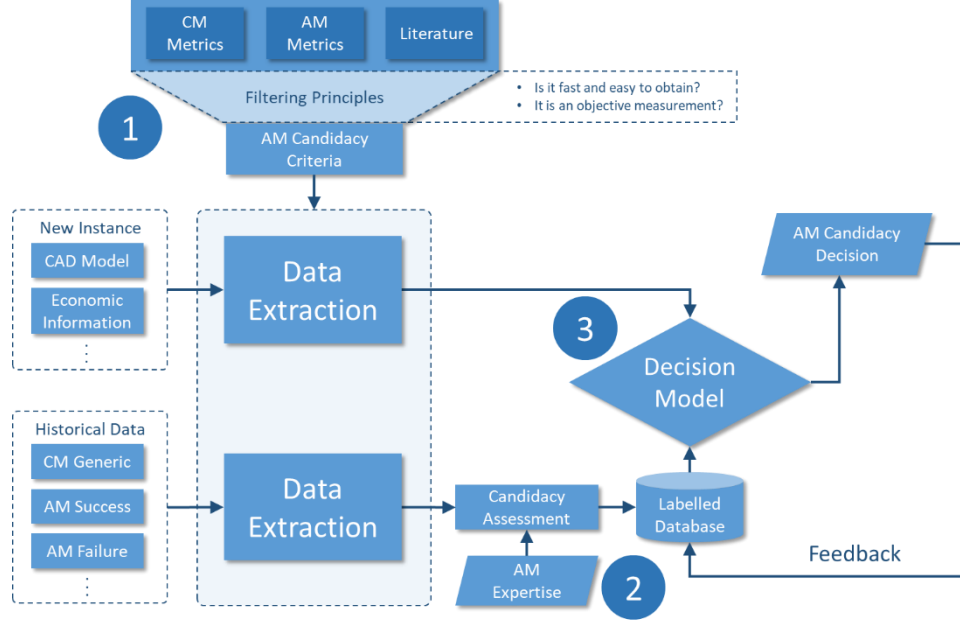 CM
Metrics
AM
Metrics
Literature
Filtering Principles
• Is it fast and easy to obtain?
• It is an objective measurement?
1
AM Candidacy
Criteria
New Instance
CAD Model
Economic
Information
⋮
Data
Extraction
AM Candidacy
Decision
3
Decision
Model
Historical Data
CM Generic
AM Success
AM Failure
⋮
Data
Extraction
Candidacy
Assessment
Labelled
Database
AM
Expertise
2
Feedback